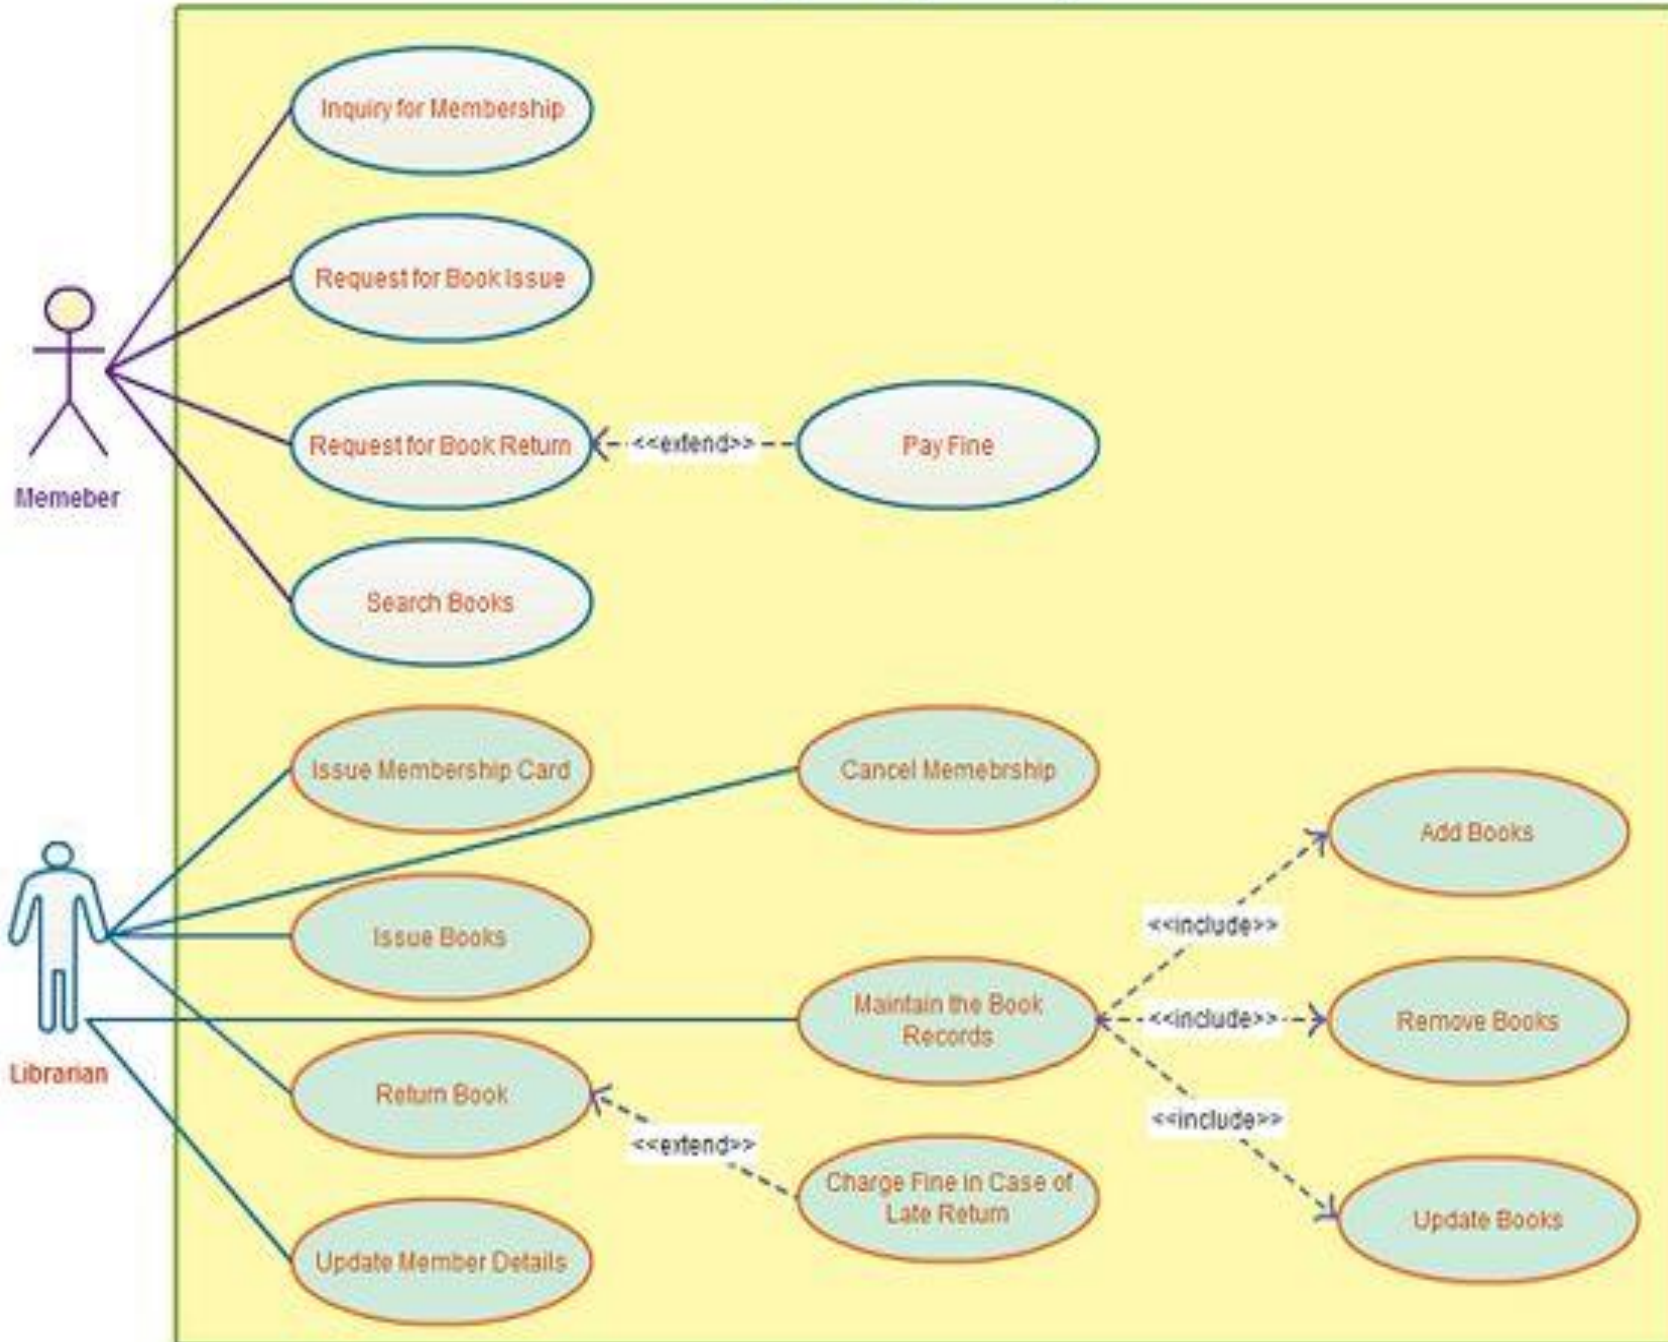 Inquiry for Membership
Request for Book Issue
Request for Book Return
<<extend>>
Pay Fine
Memeber
Search Books
Issue Membership Card
Cancel Memebrship
Add Books
<<include>>
Issue Books
Maintain the Book
Records
<<include>>
Remove Books
Librarian
Return Book
<<include>>
<<extend>>
Charge Fine in Case of
Late Return
Update Books
Update Member Details